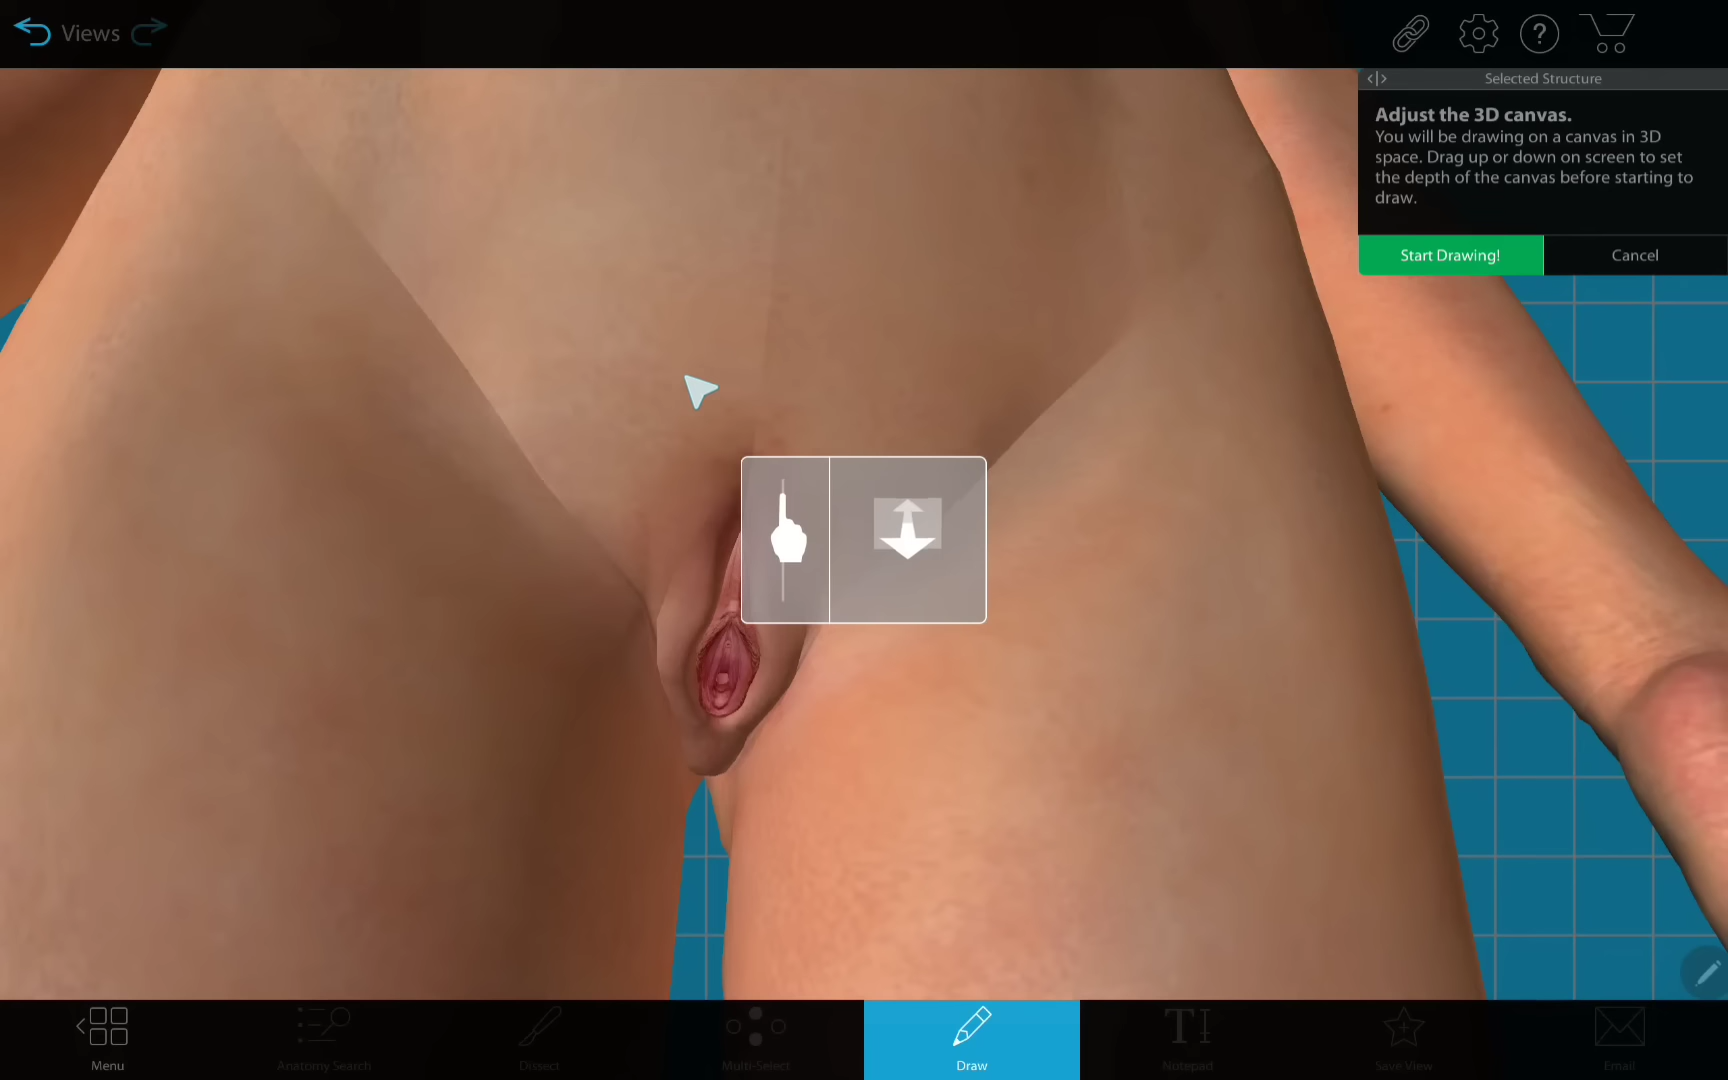 Views
?
Selected Structure
Adjust the 3D canvas.
You will be drawing on a canvas in 3D
space. Drag up or down on screen to set
the depth of the canvas before starting to
draw.
Start Drawing!
Cancel
Menu
Anatomy Search
Dissect
Multi-Select
Draw
Notepad
Save View
Email